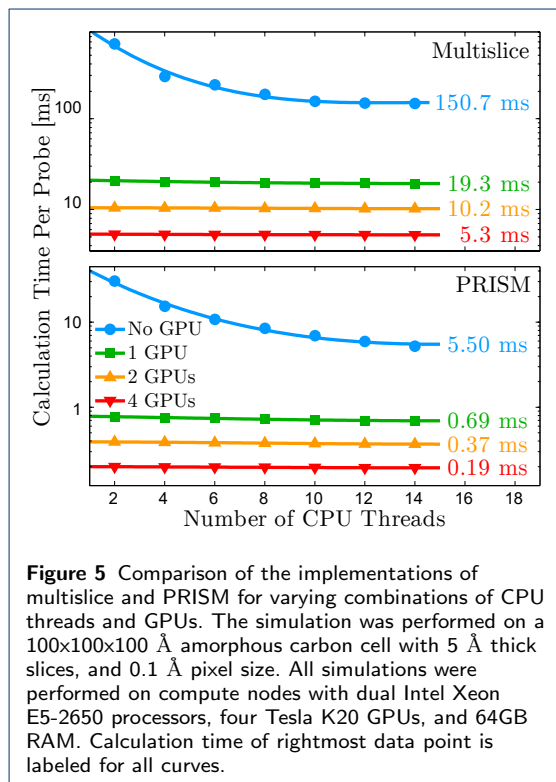 Multislice
Calculation Time Per Probe [ms]
100
10
150.7 ms
19.3 ms
10.2 ms
5.3 ms
PRISM
10
1
No GPU
1 GPU
2 GPUs
4 GPUs
5.50 ms
0.69 ms
0.37 ms
0.19 ms
2 4 6 8 10 12 14 16 18
Number of CPU Threads
Figure 5 Comparison of the implementations of
multislice and PRISM for varying combinations of CPU
threads and GPUs. The simulation was performed on a
100x100x100 Å amorphous carbon cell with 5 Å thick
slices, and 0.1 Å pixel size. All simulations were
performed on compute nodes with dual Intel Xeon
E5-2650 processors, four Tesla K20 GPUs, and 64GB
RAM. Calculation time of rightmost data point is
labeled for all curves.